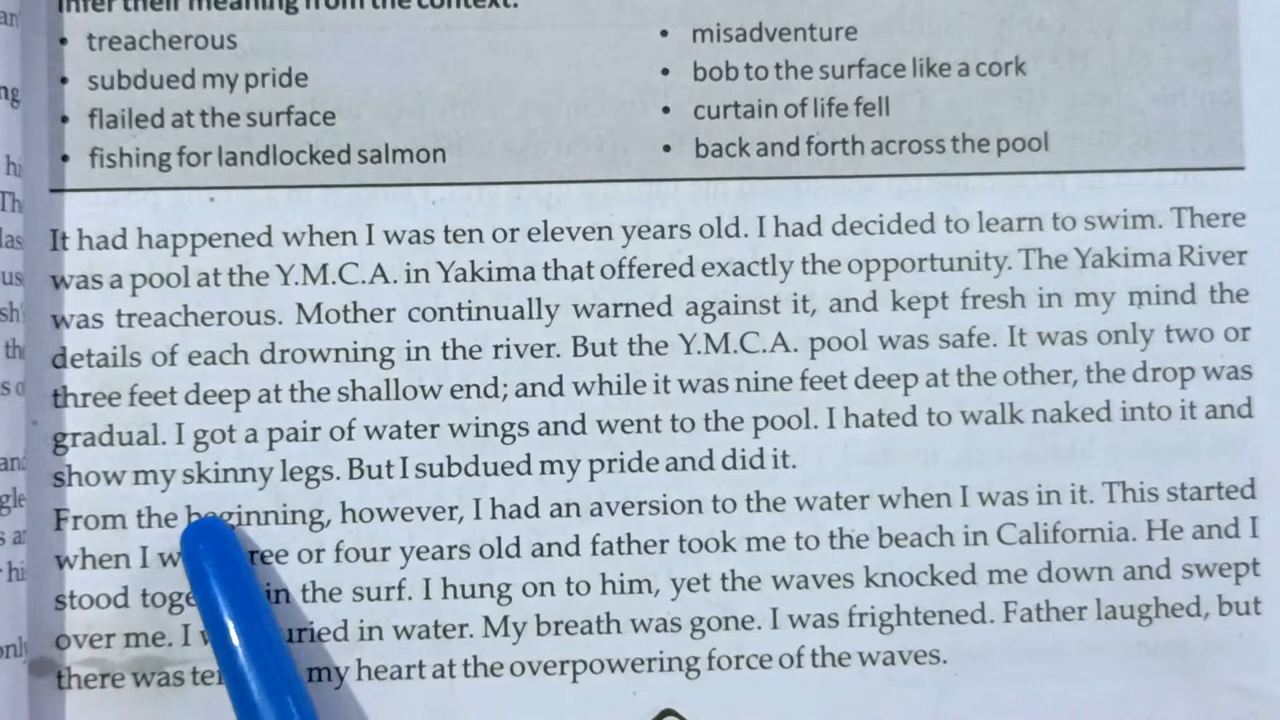 Infer their meaning from the context.
• treacherous
• subdued my pride
• flailed at the surface
• fishing for landlocked salmon
• misadventure
• bob to the surface like a cork
• curtain of life fell
• back and forth across the pool
It had happened when I was ten or eleven years old. I had decided to learn to swim. There
was a pool at the Y.M.C.A. in Yakima that offered exactly the opportunity. The Yakima River
was treacherous. Mother continually warned against it, and kept fresh in my mind the
details of each drowning in the river. But the Y.M.C.A. pool was safe. It was only two or
three feet deep at the shallow end; and while it was nine feet deep at the other, the drop was
gradual. I got a pair of water wings and went to the pool. I hated to walk naked into it and
show my skinny legs. But I subdued my pride and did it.
From the beginning, however, I had an aversion to the water when I was in it. This started
when I or four years old and father took me to the beach in California. He and I
stood in the surf. I hung on to him, yet the waves knocked me down and swept
over me. I in water. My breath was gone. I was frightened. Father laughed, but
there was my heart at the overpowering force of the waves.